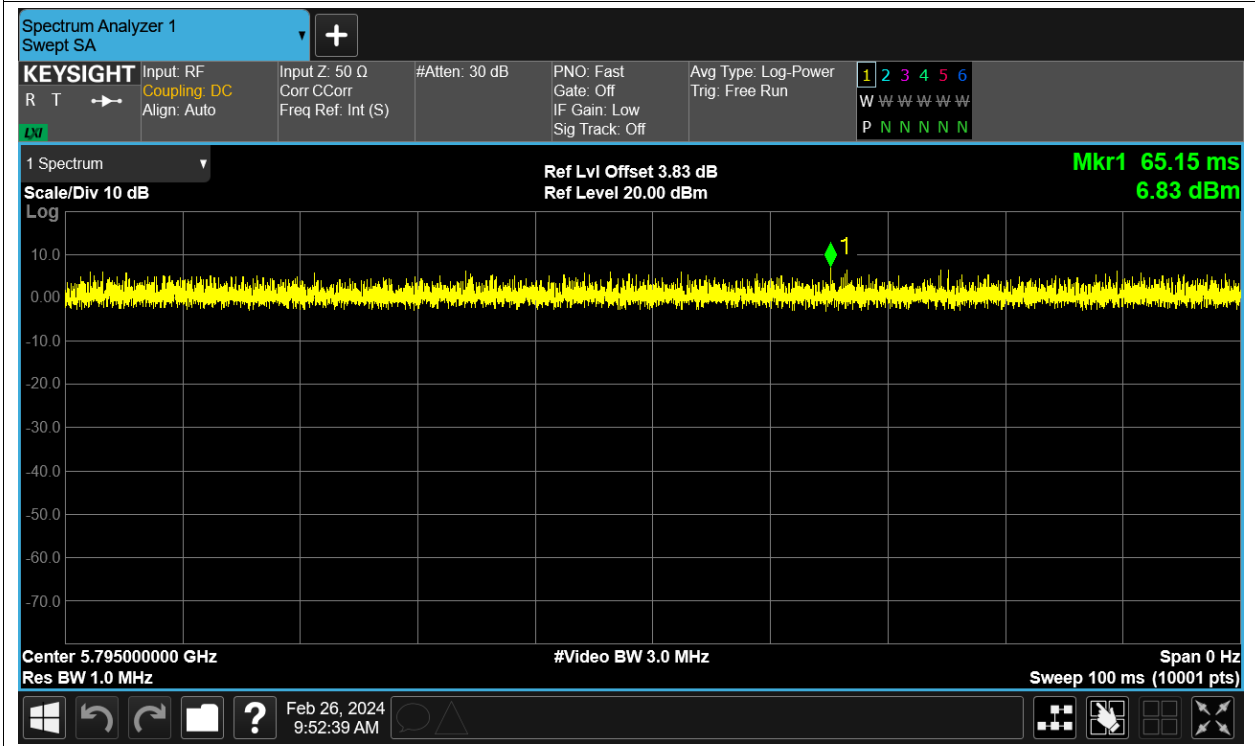 Spectrum Analyzer 1
Swept SA
KEYSIGHT
R T
LXI
Input: RF
Coupling: DC
Align: Auto
Input Z: 50 Ω
Corr CCorr
Freq Ref: Int (S)
#Atten: 30 dB
PNO: Fast
Gate: Off
IF Gain: Low
Sig Track: Off
Avg Type: Log-Power
Trig: Free Run
1 2 3 4 5 6
W W W W W W
P N N N N N
1 Spectrum
Scale/Div 10 dB
Log
Ref Lvl Offset 3.83 dB
Ref Level 20.00 dBm
Mkr1 65.15 ms
6.83 dBm
1
10.0
0.00
-10.0
-20.0
-30.0
-40.0
-50.0
-60.0
-70.0
Center 5.795000000 GHz
Res BW 1.0 MHz
#Video BW 3.0 MHz
Span 0 Hz
Sweep 100 ms (10001 pts)
?
Feb 26, 2024
9:52:39 AM